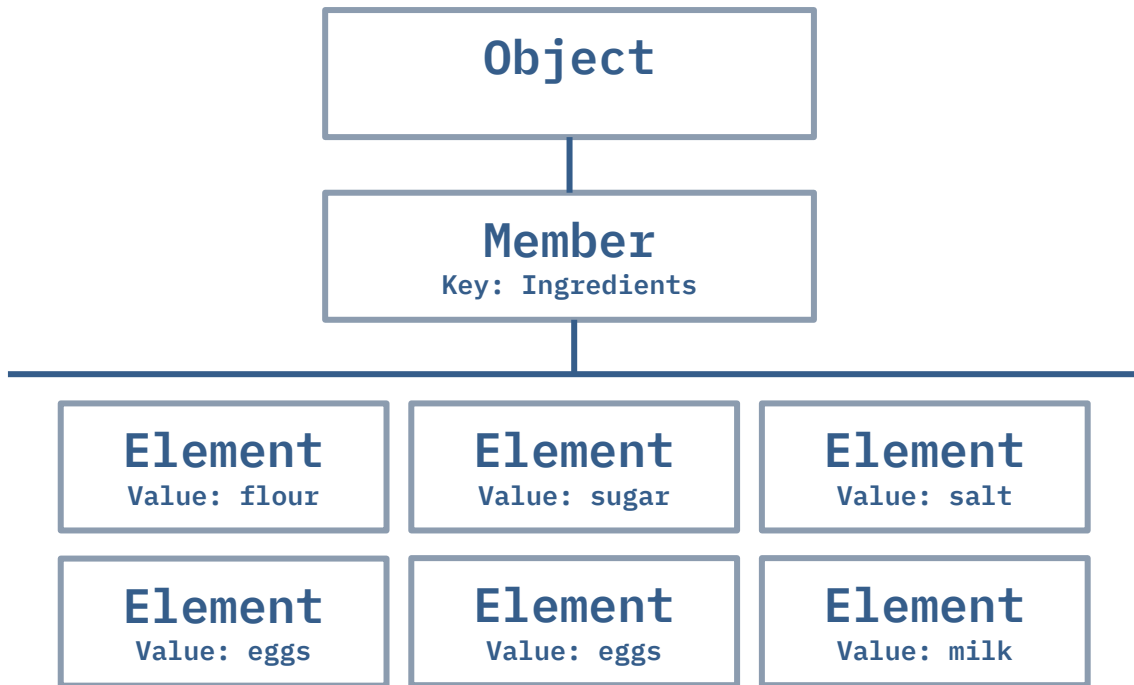 Object
Member
Key: Ingredients
Element
Value: flour
Element
Value: sugar
Element
Value: salt
Element
Value: eggs
Element
Value: eggs
Element
Value: milk